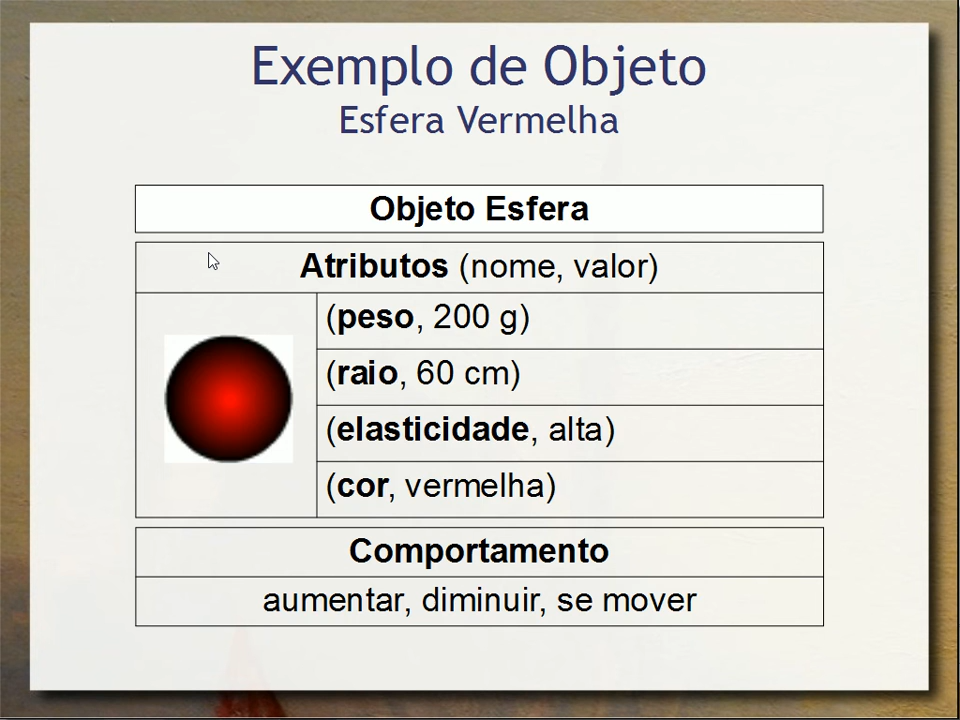 Exemplo de Objeto
Esfera Vermelha
Objeto Esfera
Atributos (nome, valor)
(peso, 200 g)
(raio, 60 cm)
(elasticidade, alta)
(cor, vermelha)
Comportamento
aumentar, diminuir, se mover